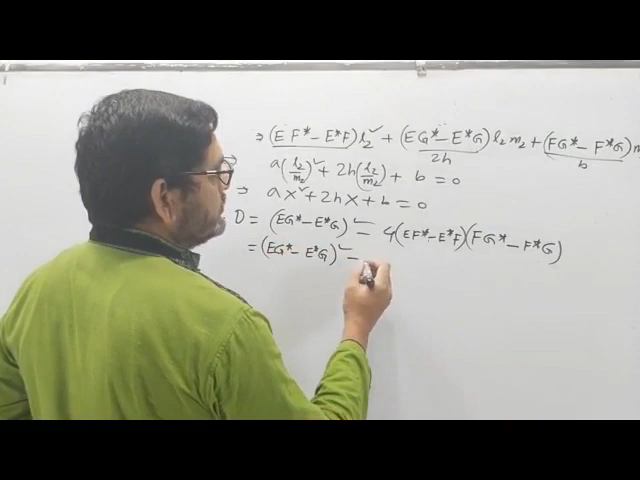 ⇒ (EF* − E*F)l₂² + (EG* − E*G)l₂m₂ + (FG* − F*G)m
2h b
a(l₂/m₂)² + 2h(l₂/m₂) + b = 0
⇒ ax² + 2hx + b = 0
D = (EG* − E*G)² − 4(EF* − E*F)(FG* − F*G)
= (EG* − E*G)² −